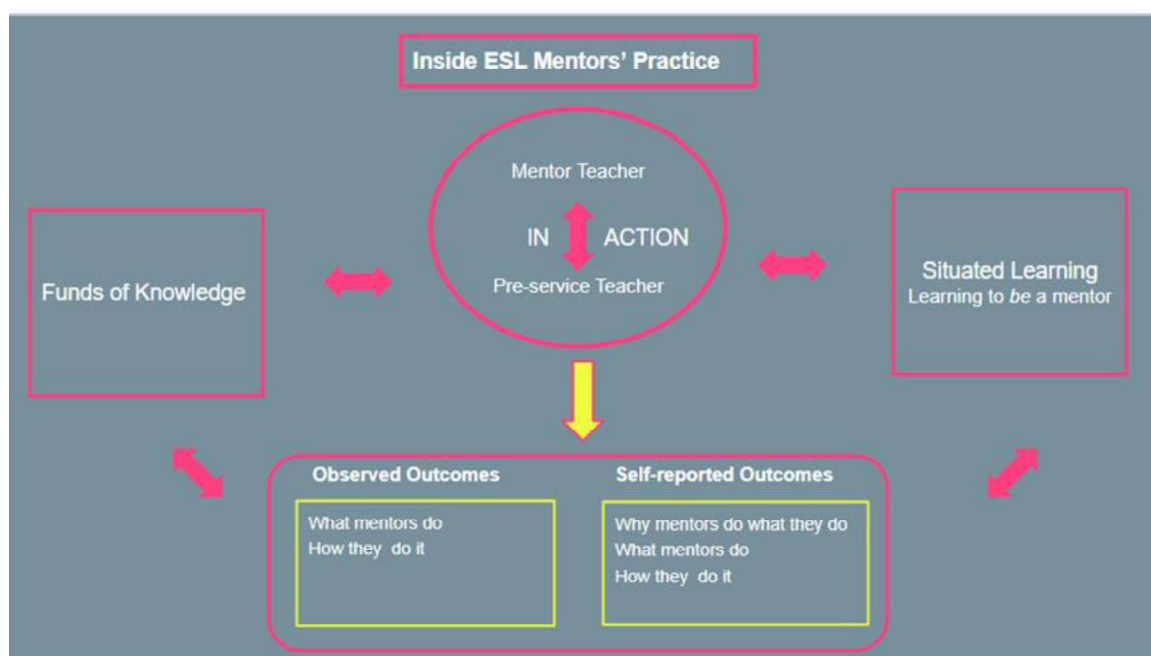 Inside ESL Mentors' Practice
Mentor Teacher
IN ACTION
Pre-service Teacher
Funds of Knowledge
Situated Learning
Learning to be a mentor
Observed Outcomes
What mentors do
How they do it
Self-reported Outcomes
Why mentors do what they do
What mentors do
How they do it